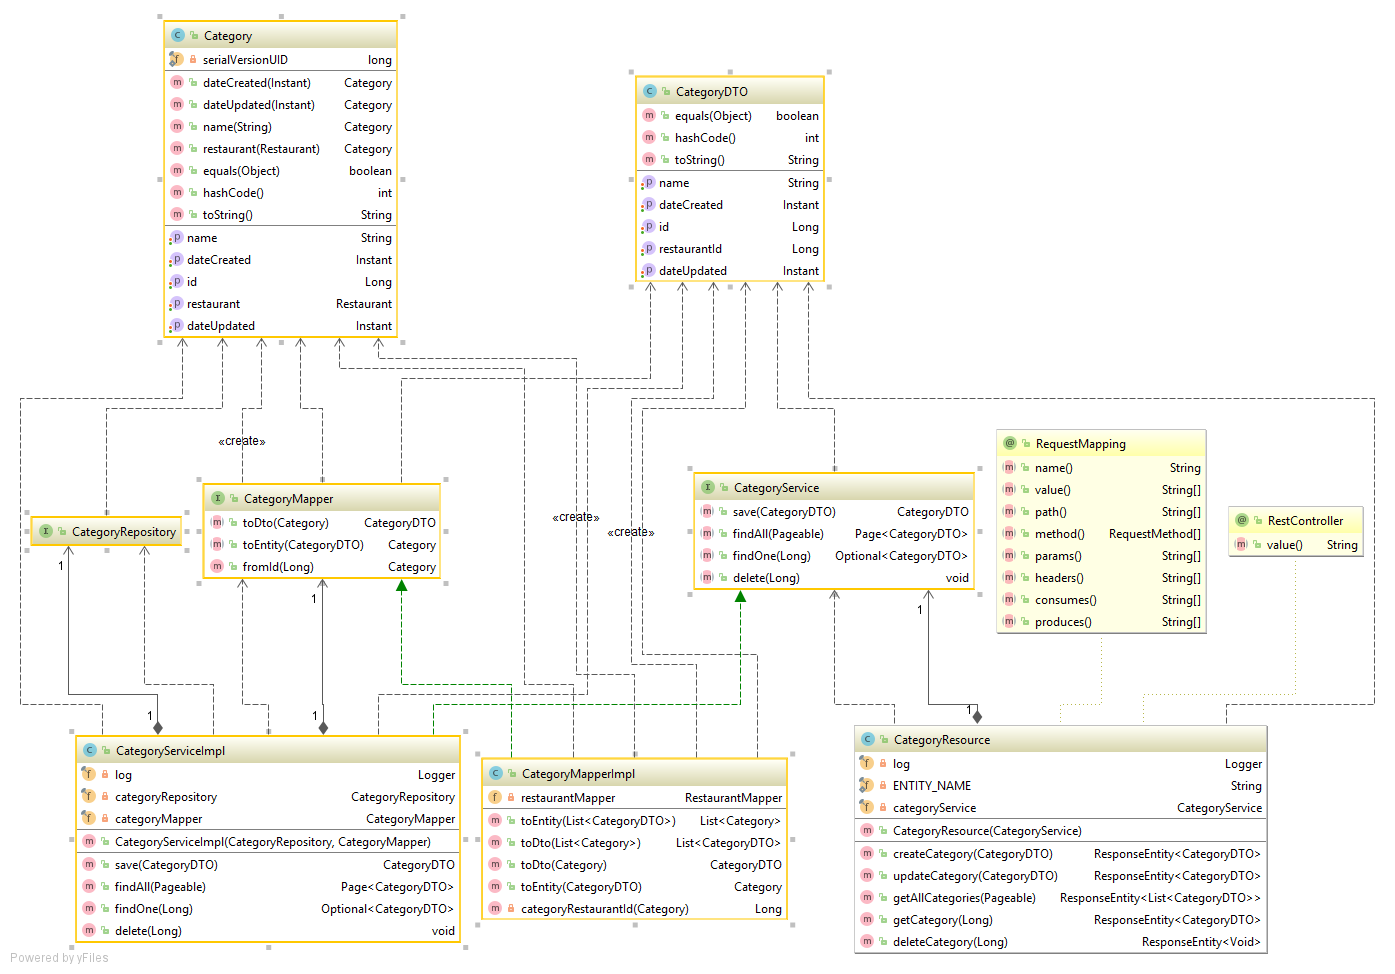 Category
serialVersionUID long
dateCreated(Instant) Category
dateUpdated(Instant) Category
name(String) Category
restaurant(Restaurant) Category
equals(Object) boolean
hashCode() int
toString() String
name String
dateCreated Instant
id Long
restaurant Restaurant
dateUpdated Instant
CategoryDTO
equals(Object) boolean
hashCode() int
toString() String
name String
dateCreated Instant
id Long
restaurantId Long
dateUpdated Instant
«create»
«create»
«create»
CategoryRepository
CategoryMapper
toDto(Category) CategoryDTO
toEntity(CategoryDTO) Category
fromId(Long) Category
CategoryService
save(CategoryDTO) CategoryDTO
findAll(Pageable) Page<CategoryDTO>
findOne(Long) Optional<CategoryDTO>
delete(Long) void
RequestMapping
name() String
value() String[]
path() String[]
method() RequestMethod[]
params() String[]
headers() String[]
consumes() String[]
produces() String[]
RestController
value() String
1
1
1
1
1
1
CategoryServiceImpl
log Logger
categoryRepository CategoryRepository
categoryMapper CategoryMapper
CategoryServiceImpl(CategoryRepository, CategoryMapper)
save(CategoryDTO) CategoryDTO
findAll(Pageable) Page<CategoryDTO>
findOne(Long) Optional<CategoryDTO>
delete(Long) void
CategoryMapperImpl
restaurantMapper RestaurantMapper
toEntity(List<CategoryDTO>) List<Category>
toDto(List<Category>) List<CategoryDTO>
toDto(Category) CategoryDTO
toEntity(CategoryDTO) Category
categoryRestaurantId(Category) Long
CategoryResource
log Logger
ENTITY_NAME String
categoryService CategoryService
CategoryResource(CategoryService)
createCategory(CategoryDTO) ResponseEntity<CategoryDTO>
updateCategory(CategoryDTO) ResponseEntity<CategoryDTO>
getAllCategories(Pageable) ResponseEntity<List<CategoryDTO>>
getCategory(Long) ResponseEntity<CategoryDTO>
deleteCategory(Long) ResponseEntity<Void>
Powered by yFiles